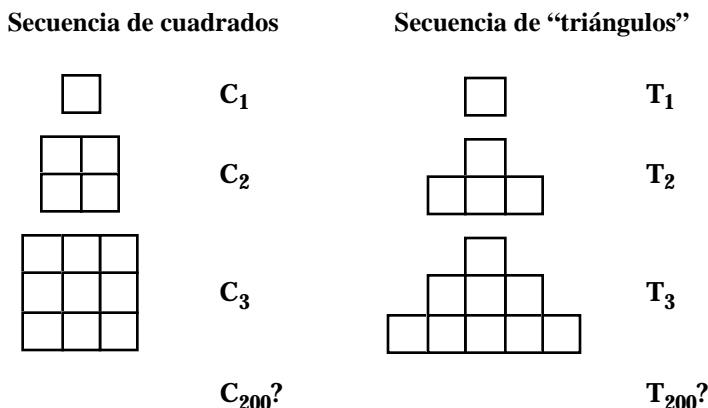 Secuencia de cuadrados Secuencia de “triángulos”
C1 T1
C2 T2
C3 T3
C200? T200?